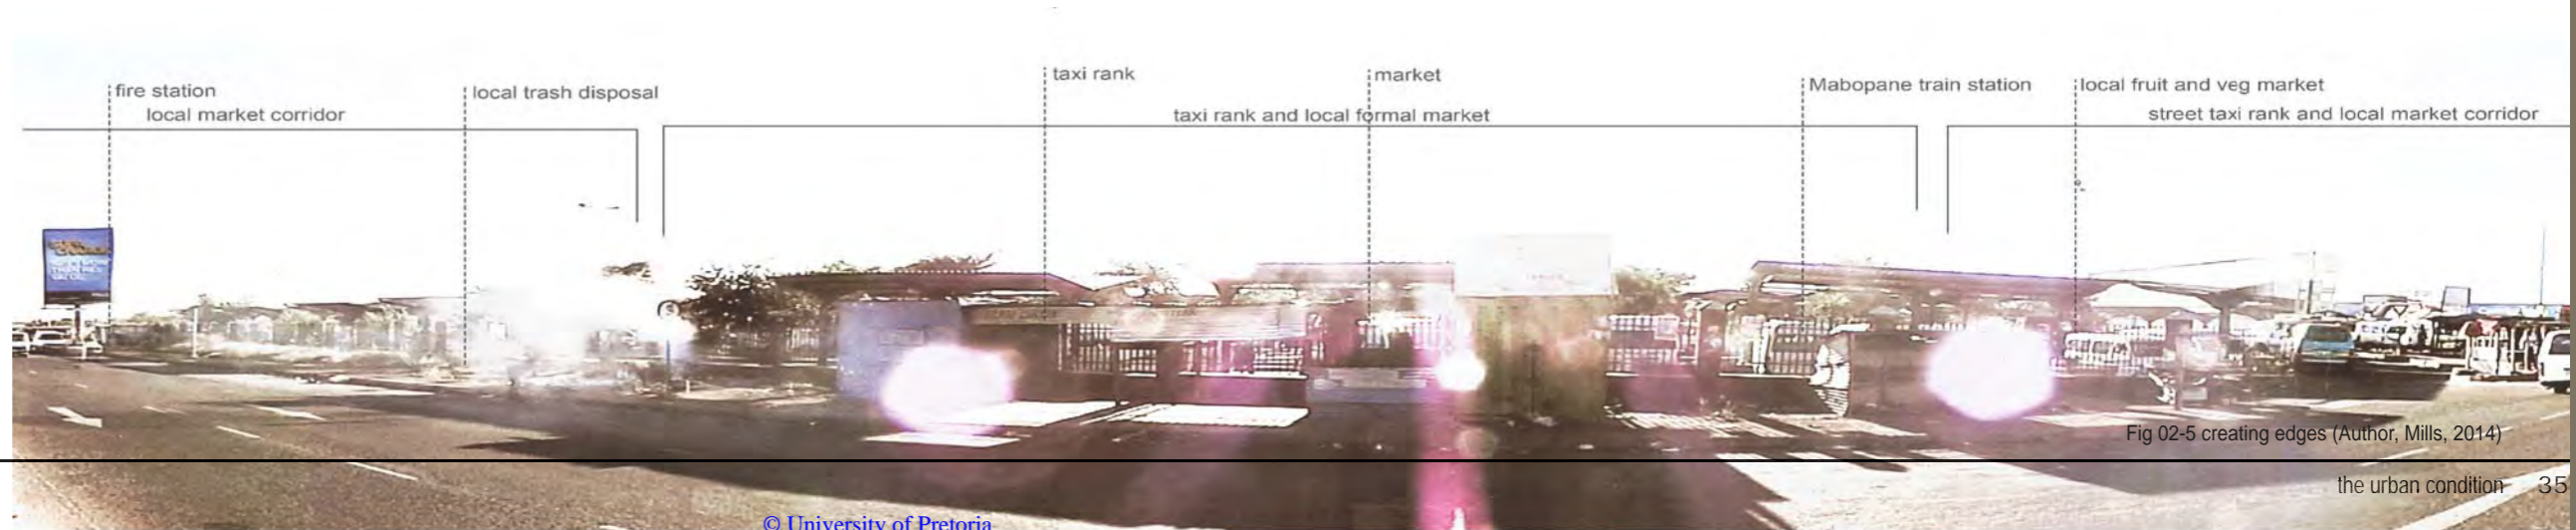 fire station
local market corridor
local trash disposal
taxi rank
market
taxi rank and local formal market
Mabopane train station
local fruit and veg market
street taxi rank and local market corridor
Fig 02-5 creating edges (Author, Mills, 2014)
the urban condition 35
© University of Pretoria